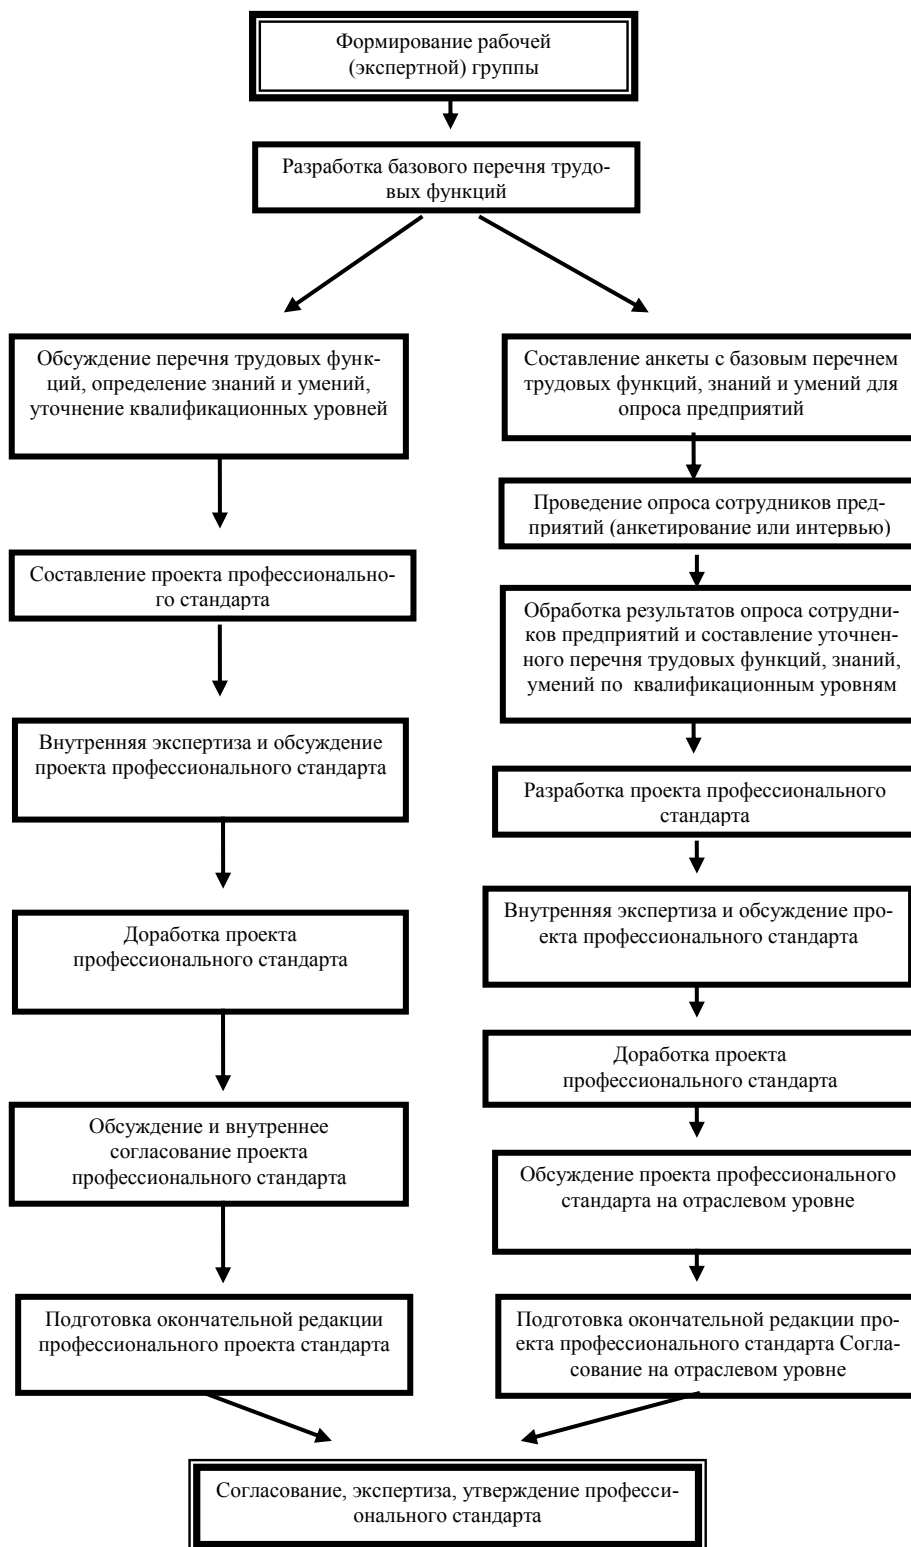 Формирование рабочей
(экспертной) группы
Разработка базового перечня трудо-
вых функций
Обсуждение перечня трудовых функ-
ций, определение знаний и умений,
уточнение квалификационных уровней
Составление проекта профессионально-
го стандарта
Внутренняя экспертиза и обсуждение
проекта профессионального стандарта
Доработка проекта
профессионального стандарта
Обсуждение и внутреннее
согласование проекта
профессионального стандарта
Подготовка окончательной редакции
профессионального проекта стандарта
Составление анкеты с базовым перечнем
трудовых функций, знаний и умений для
опроса предприятий
Проведение опроса сотрудников пред-
приятий (анкетирование или интервью)
Обработка результатов опроса сотрудни-
ков предприятий и составление уточнен-
ного перечня трудовых функций, знаний,
умений по квалификационным уровням
Разработка проекта профессионального
стандарта
Внутренняя экспертиза и обсуждение про-
екта профессионального стандарта
Доработка проекта
профессионального стандарта
Обсуждение проекта профессионального
стандарта на отраслевом уровне
Подготовка окончательной редакции про-
екта профессионального стандарта Согла-
сование на отраслевом уровне
Согласование, экспертиза, утверждение професси-
онального стандарта